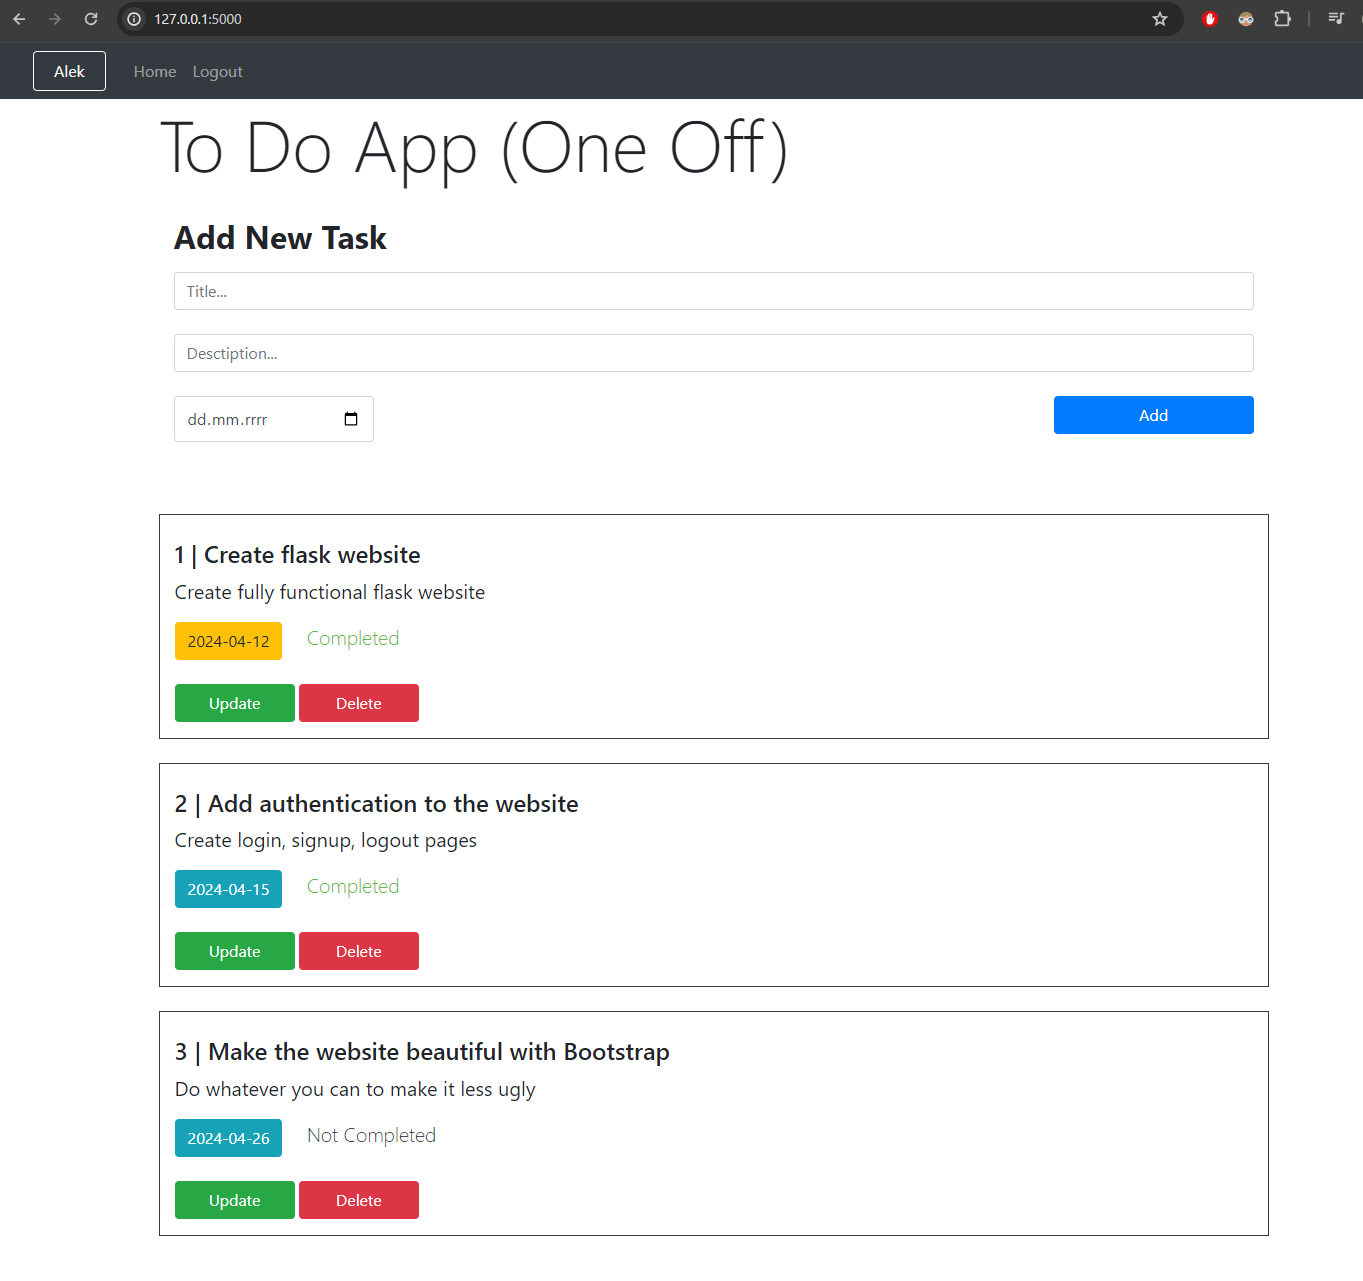 127.0.0.1:5000
Alek Home Logout
To Do App (One Off)
Add New Task
Title...
Desctiption...
dd.mm.rrrr Add
1 | Create flask website
Create fully functional flask website
2024-04-12 Completed
Update Delete
2 | Add authentication to the website
Create login, signup, logout pages
2024-04-15 Completed
Update Delete
3 | Make the website beautiful with Bootstrap
Do whatever you can to make it less ugly
2024-04-26 Not Completed
Update Delete